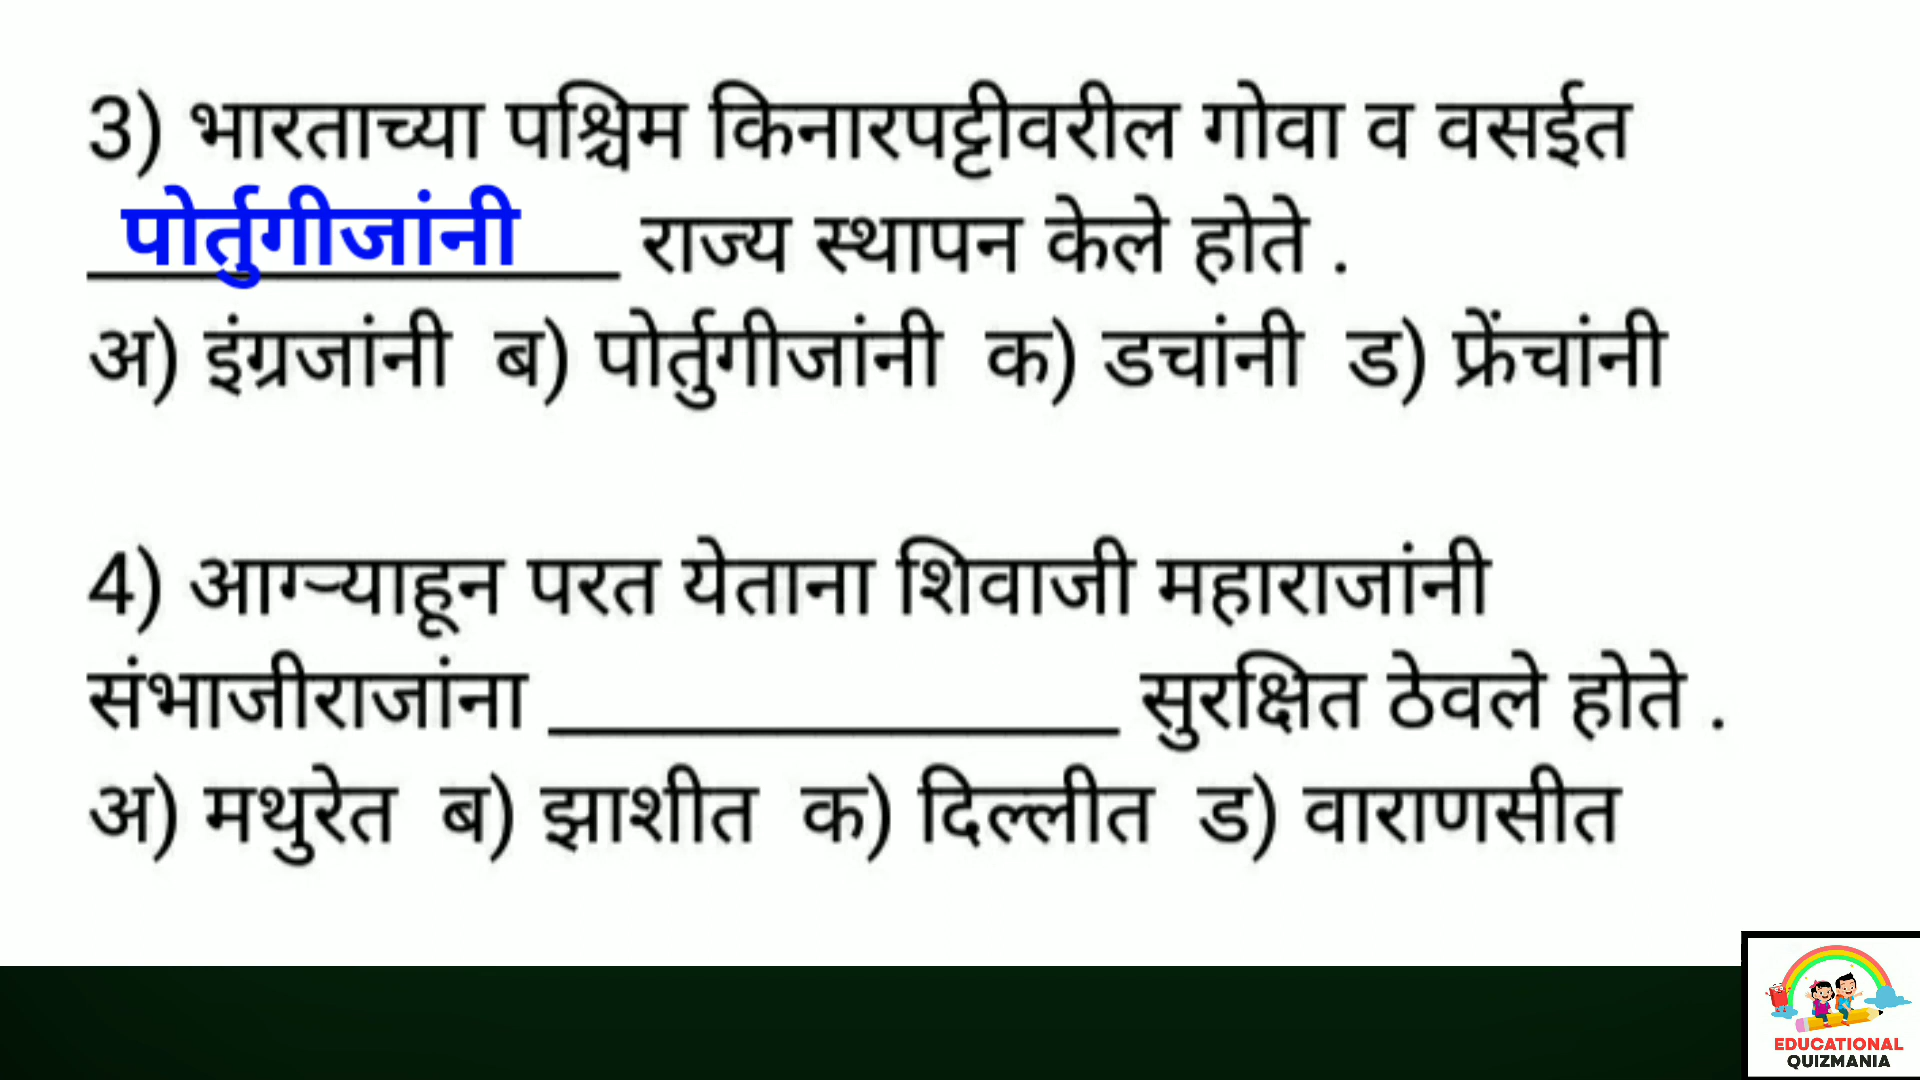 3) भारताच्या पश्चिम किनारपट्टीवरील गोवा व वसईत
पोर्तुगीजांनी राज्य स्थापन केले होते .
अ) इंग्रजांनी ब) पोर्तुगीजांनी क) डचांनी ड) फ्रेंचांनी
4) आग्ऱ्याहून परत येताना शिवाजी महाराजांनी
संभाजीराजांना ______________ सुरक्षित ठेवले होते .
अ) मथुरेत ब) झाशीत क) दिल्लीत ड) वाराणसीत
EDUCATIONAL
QUIZMANIA